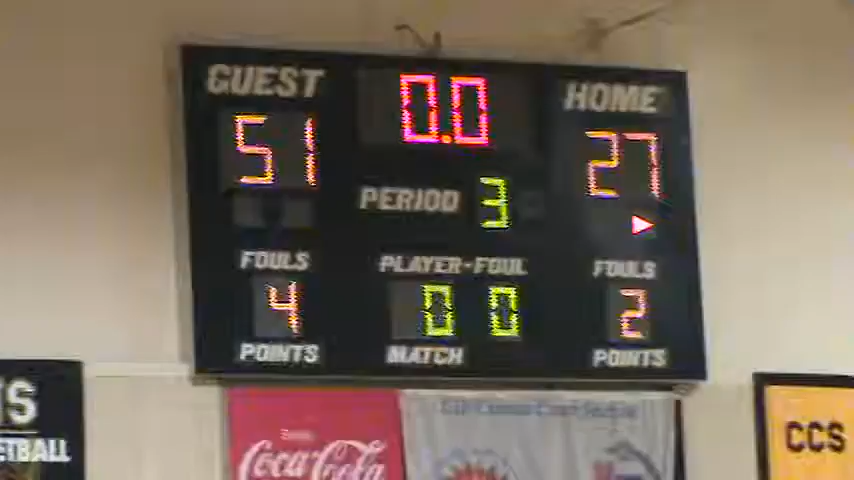 GUEST
0.0
HOME
51
27
PERIOD 3
FOULS
PLAYER-FOUL
FOULS
4
0 0
2
POINTS
MATCH
POINTS
CCS
ETBALL
Coca-Cola